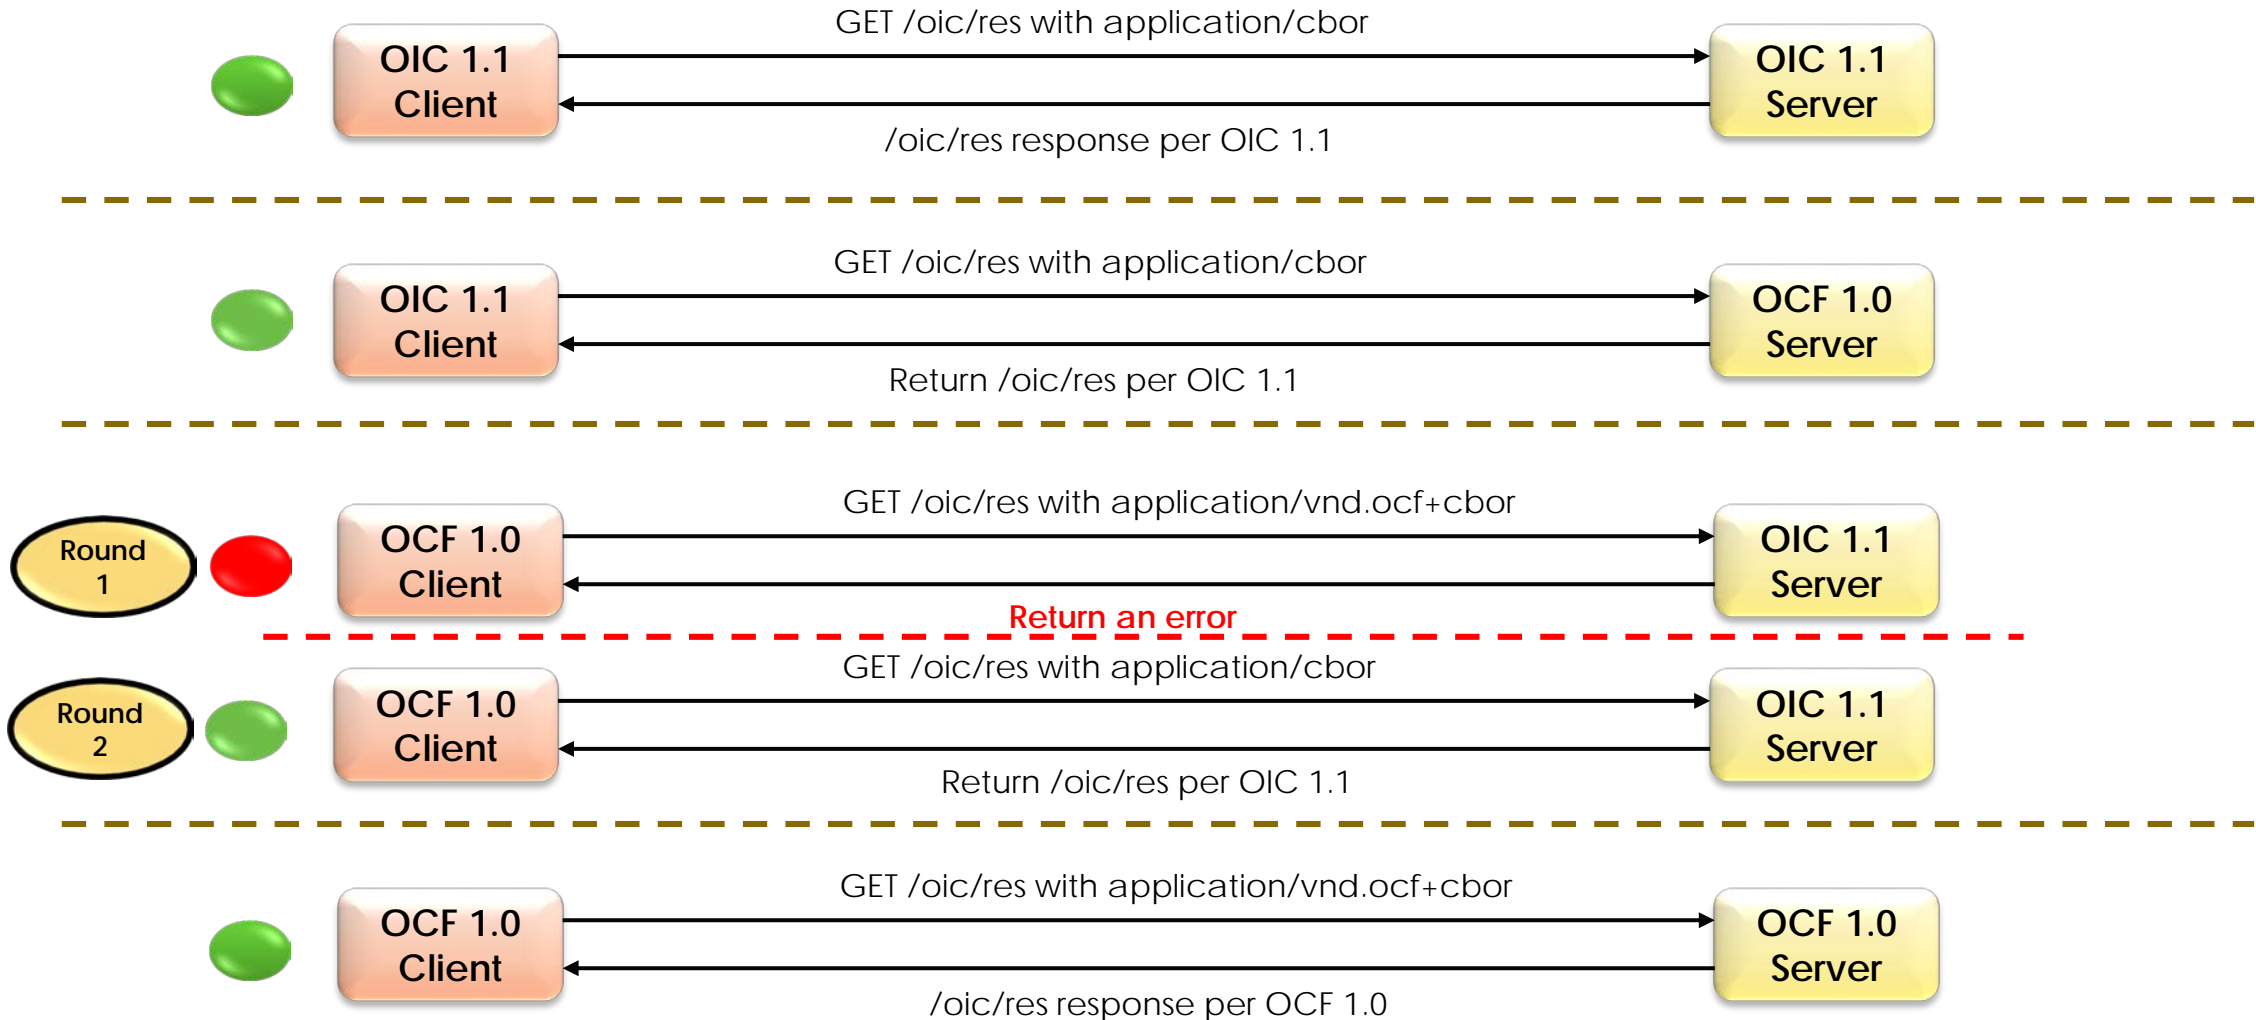 GET /oic/res with application/cbor
OIC 1.1
Client
OIC 1.1
Server
/oic/res response per OIC 1.1
GET /oic/res with application/cbor
OIC 1.1
Client
OCF 1.0
Server
Return /oic/res per OIC 1.1
GET /oic/res with application/vnd.ocf+cbor
Round
1
OCF 1.0
Client
OIC 1.1
Server
Return an error
GET /oic/res with application/cbor
Round
2
OCF 1.0
Client
OIC 1.1
Server
Return /oic/res per OIC 1.1
GET /oic/res with application/vnd.ocf+cbor
OCF 1.0
Client
OCF 1.0
Server
/oic/res response per OCF 1.0